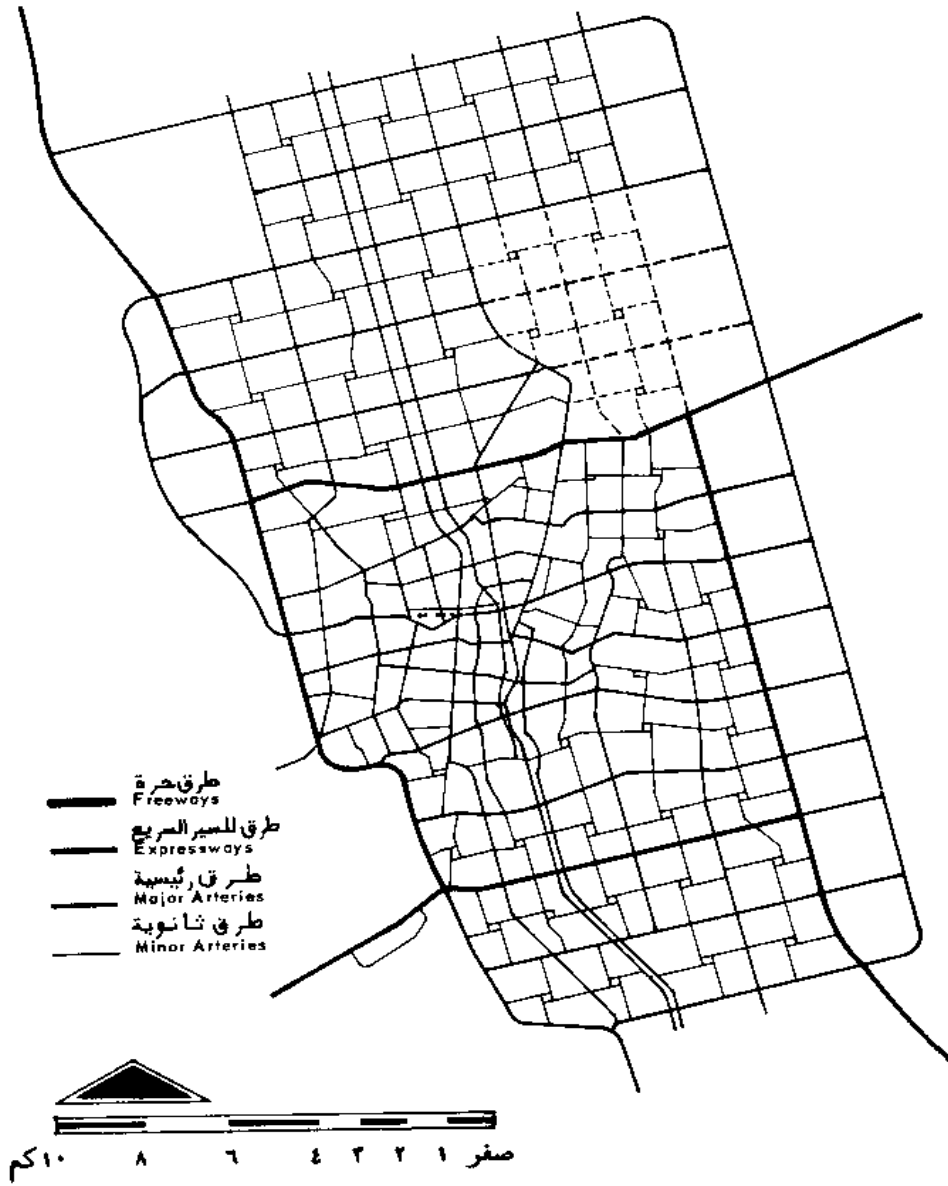 طرق حرة
Freeways
طرق للسير السريع
Expressways
طرق رئيسية
Major Arteries
طرق ثانوية
Minor Arteries
صفر ١ ٢ ٣ ٤ ٦ ٨ ١٠كم